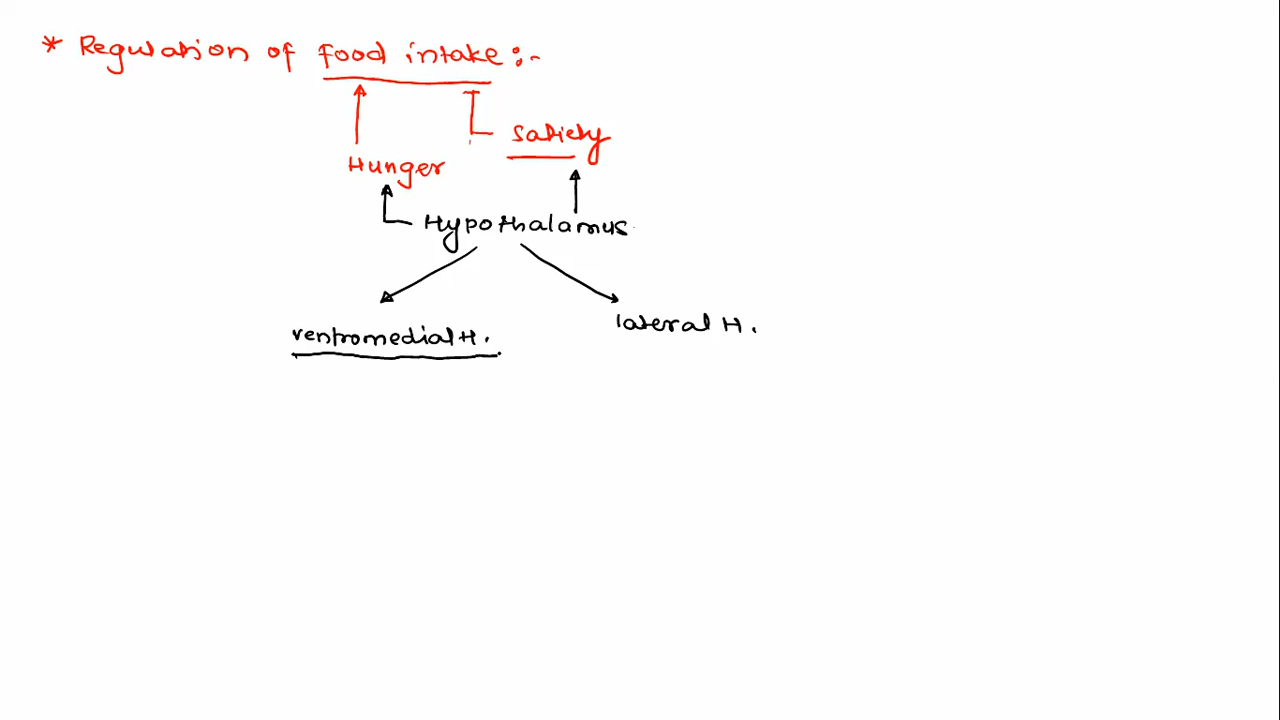 * Regulation of food intake :-
Satiety
Hunger
Hypothalamus
ventromedial H.
lateral H.